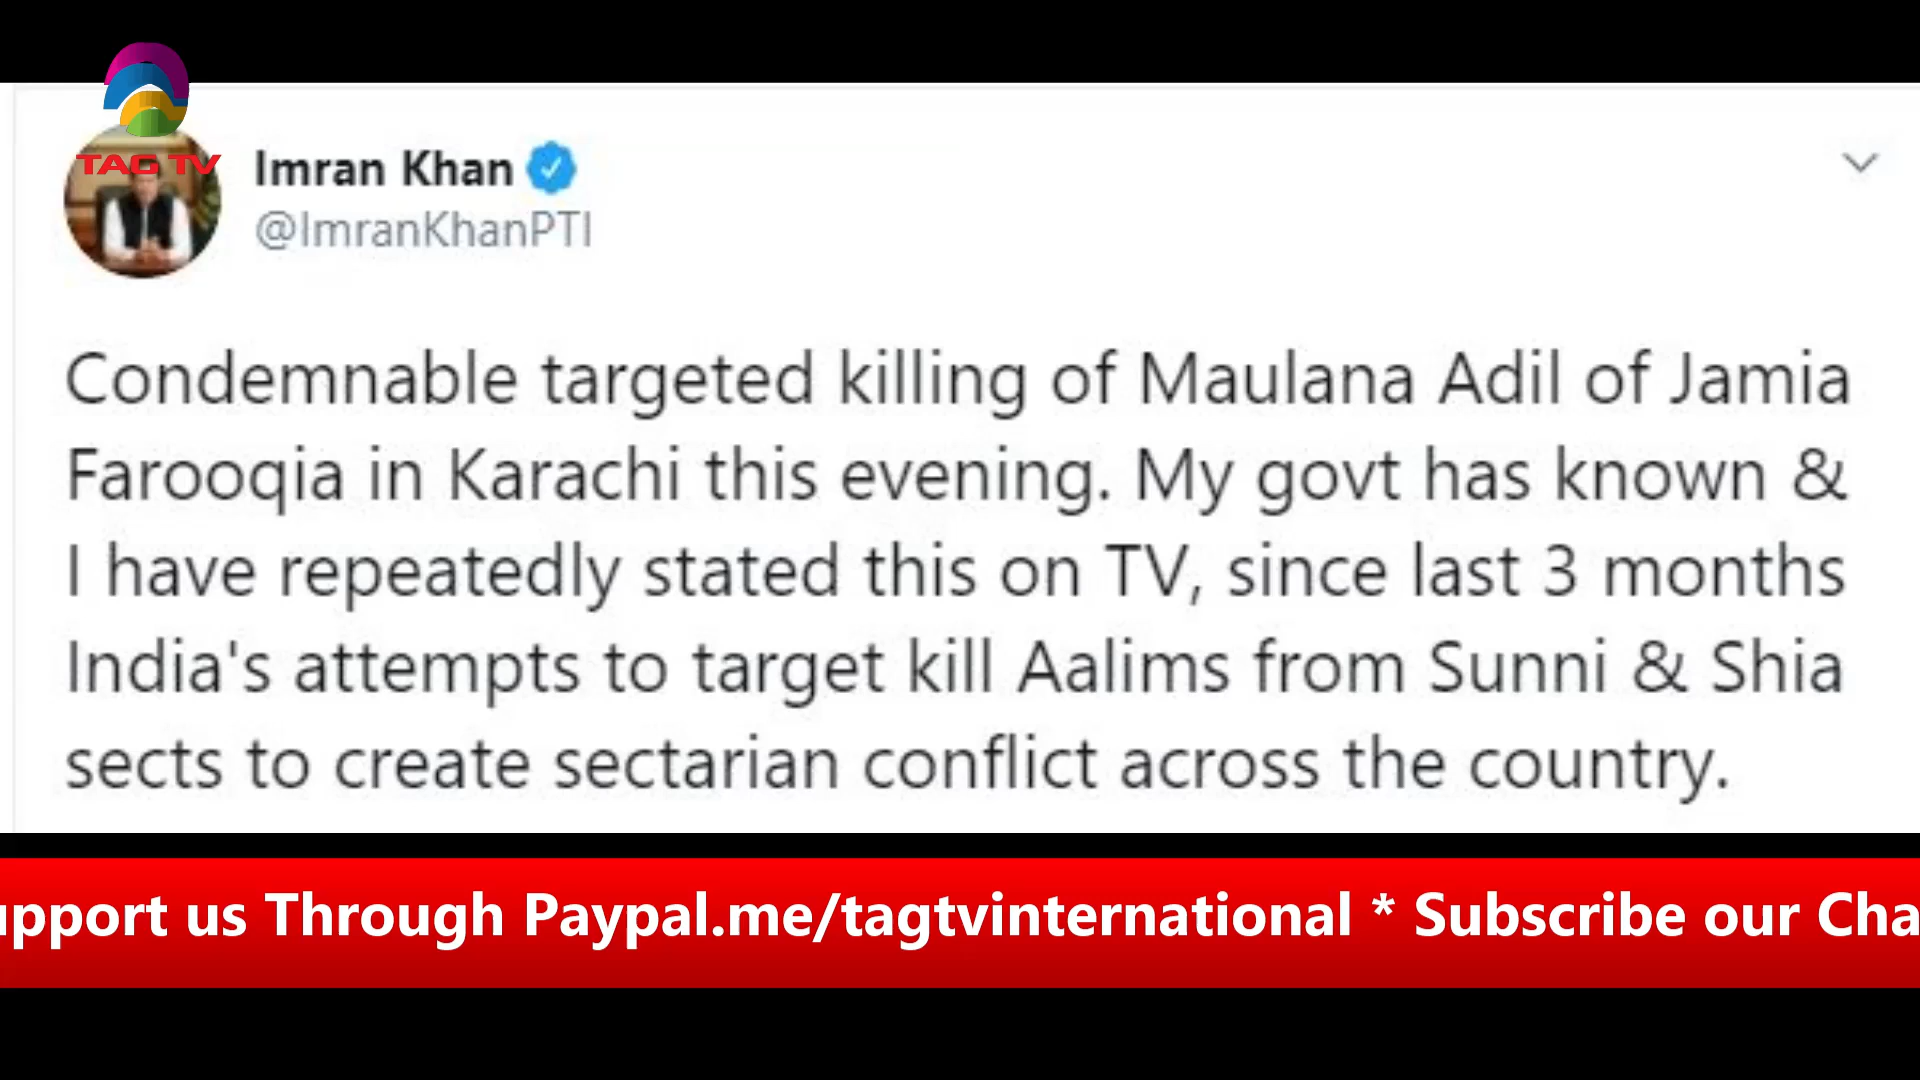 TAG TV
Imran Khan
@ImranKhanPTI
Condemnable targeted killing of Maulana Adil of Jamia
Farooqia in Karachi this evening. My govt has known &
I have repeatedly stated this on TV, since last 3 months
India's attempts to target kill Aalims from Sunni & Shia
sects to create sectarian conflict across the country.
upport us Through Paypal.me/tagtvinternational * Subscribe our Cha